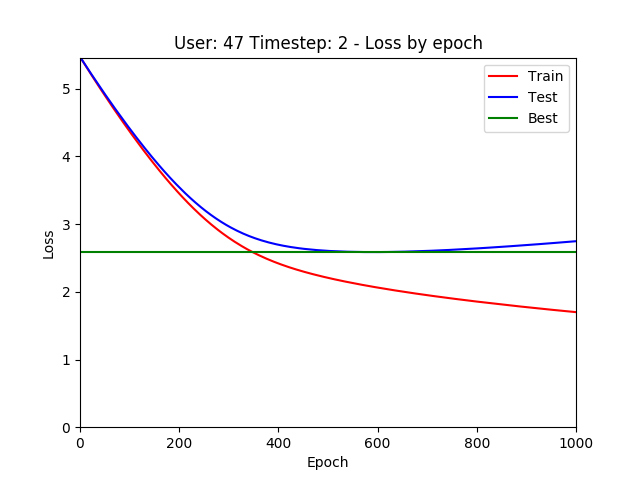 User: 47 Timestep: 2 - Loss by epoch
Train
Test
Best
5
4
3
2
1
0
Loss
0 200 400 600 800 1000
Epoch